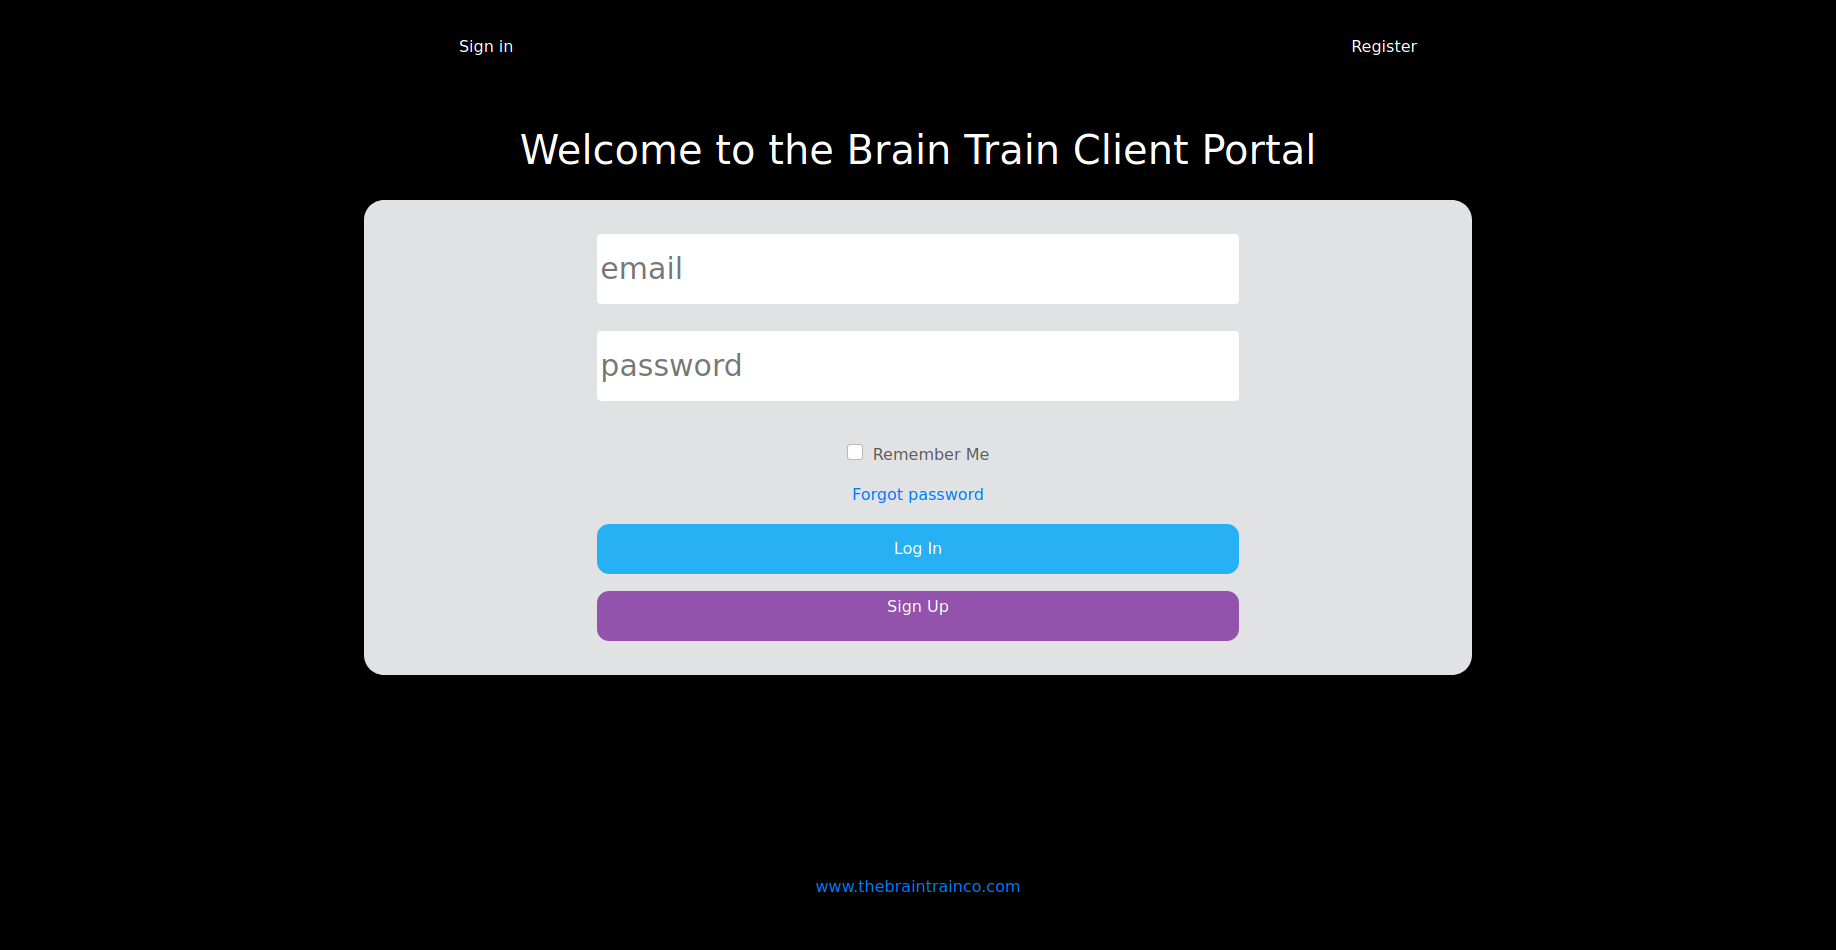 Sign in
Register
Welcome to the Brain Train Client Portal
email
password
Remember Me
Forgot password
Log In
Sign Up
www.thebraintrainco.com